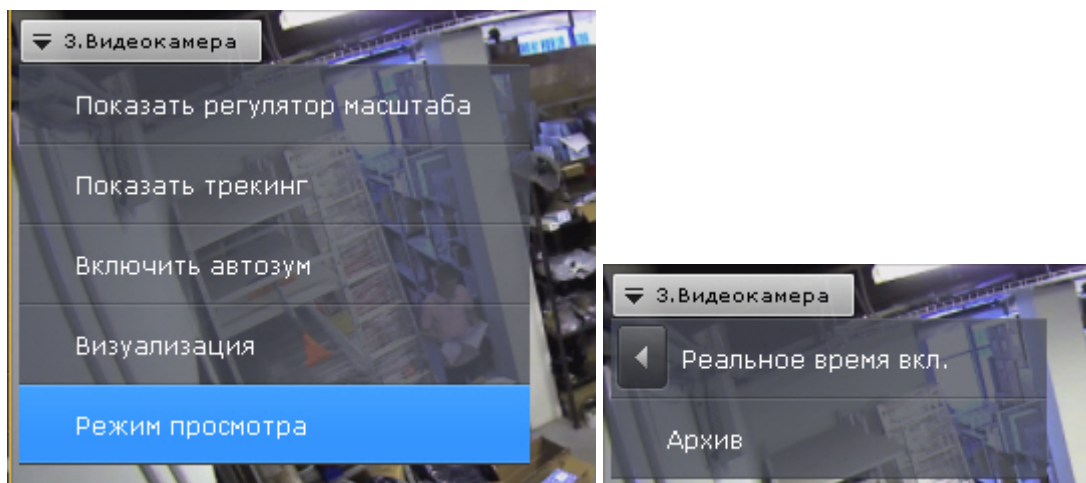 3.Видеокамера
Показать регулятор масштаба
Показать трекинг
Включить автозум
Визуализация
Режим просмотра
3.Видеокамера
Реальное время вкл.
Архив